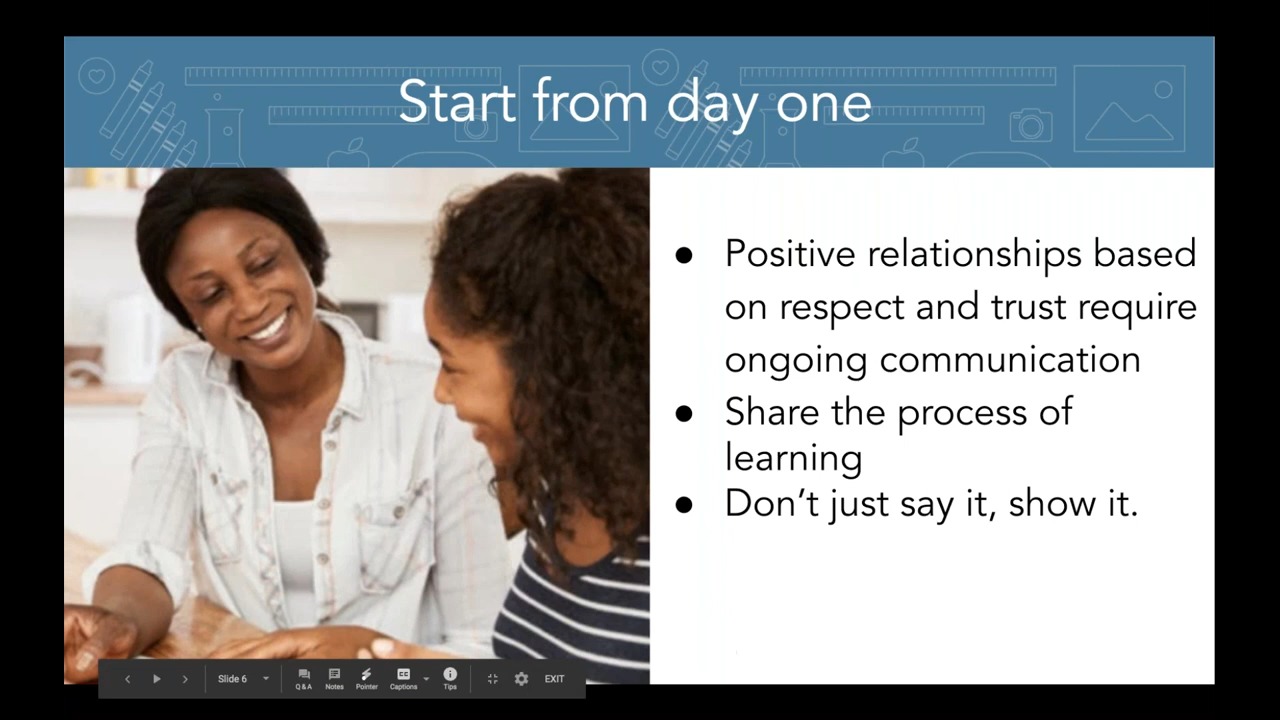 Start from day one
● Positive relationships based
on respect and trust require
ongoing communication
● Share the process of
learning
● Don’t just say it, show it.
Slide 6
Q & A
Notes
Pointer
CC
Captions
Tips
EXIT